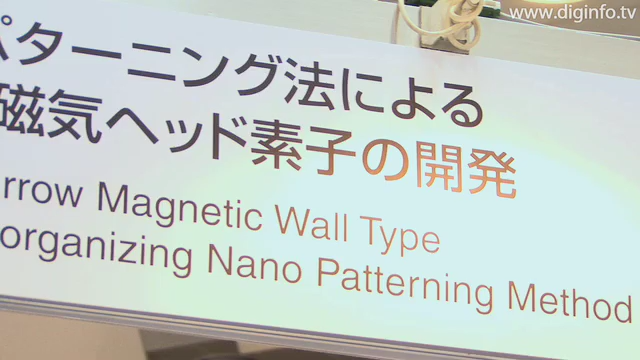 www.diginfo.tv
パターニング法による
磁気ヘッド素子の開発
rrow Magnetic Wall Type
organizing Nano Patterning Method